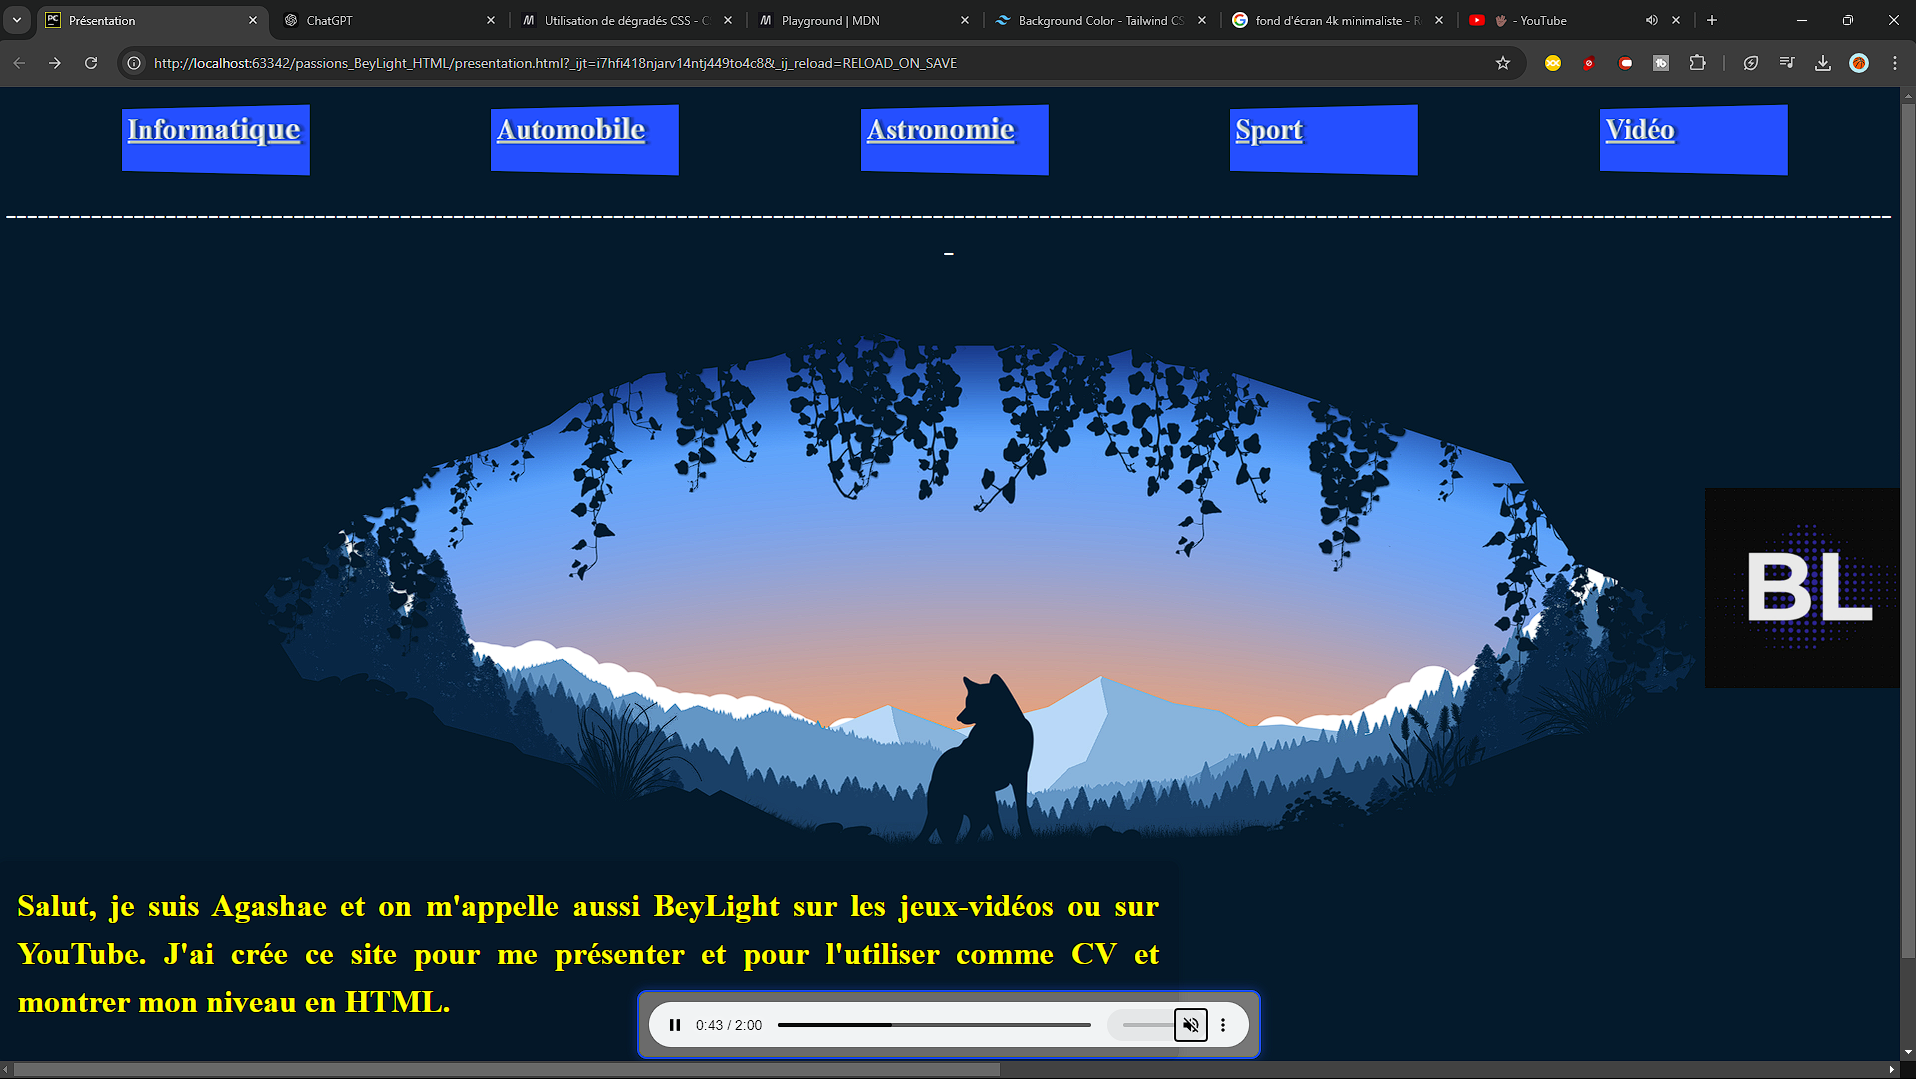 Présentation
ChatGPT
Utilisation de dégradés CSS - C
Playground | MDN
Background Color - Tailwind CS
fond d'écran 4k minimaliste - R
- YouTube
http://localhost:63342/passions_BeyLight_HTML/presentation.html?_ijt=i7hfi418njarv14ntj449to4c8&_ij_reload=RELOAD_ON_SAVE
Informatique
Automobile
Astronomie
Sport
Vidéo
BL
Salut, je suis Agashae et on m'appelle aussi BeyLight sur les jeux-vidéos ou sur
YouTube. J'ai crée ce site pour me présenter et pour l'utiliser comme CV et
montrer mon niveau en HTML.
0:43 / 2:00